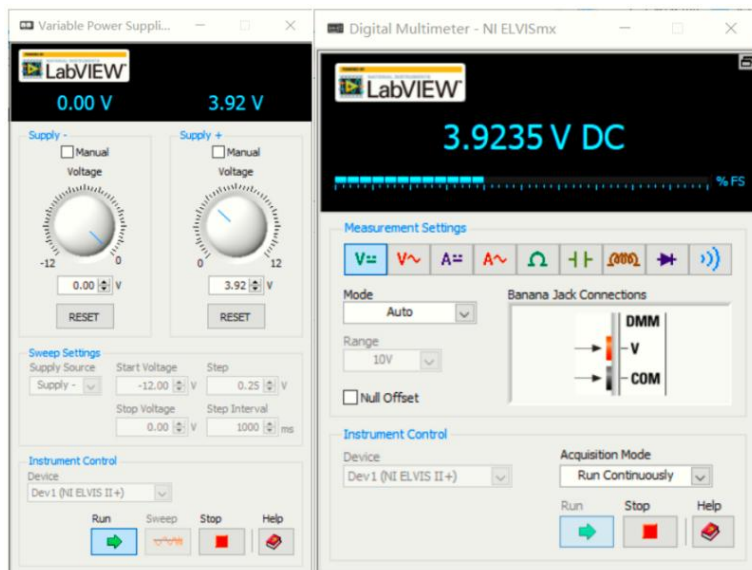 Variable Power Suppli...
LabVIEW
0.00 V 3.92 V
Supply - Supply +
Manual Manual
Voltage Voltage
-12 0 0 12
0.00 V 3.92 V
RESET RESET
Sweep Settings
Supply Source Start Voltage Step
Supply - -12.00 V 0.25 V
Stop Voltage Step Interval
0.00 V 1000 ms
Instrument Control
Device
Dev1 (NI ELVIS II+)
Run Sweep Stop Help
Digital Multimeter - NI ELVISmx
LabVIEW
3.9235 V DC
% FS
Measurement Settings
V V A A Ω
Mode Banana Jack Connections
Auto
DMM
V
COM
Range
10V
Null Offset
Instrument Control
Device Acquisition Mode
Dev1 (NI ELVIS II+) Run Continuously
Run Stop Help